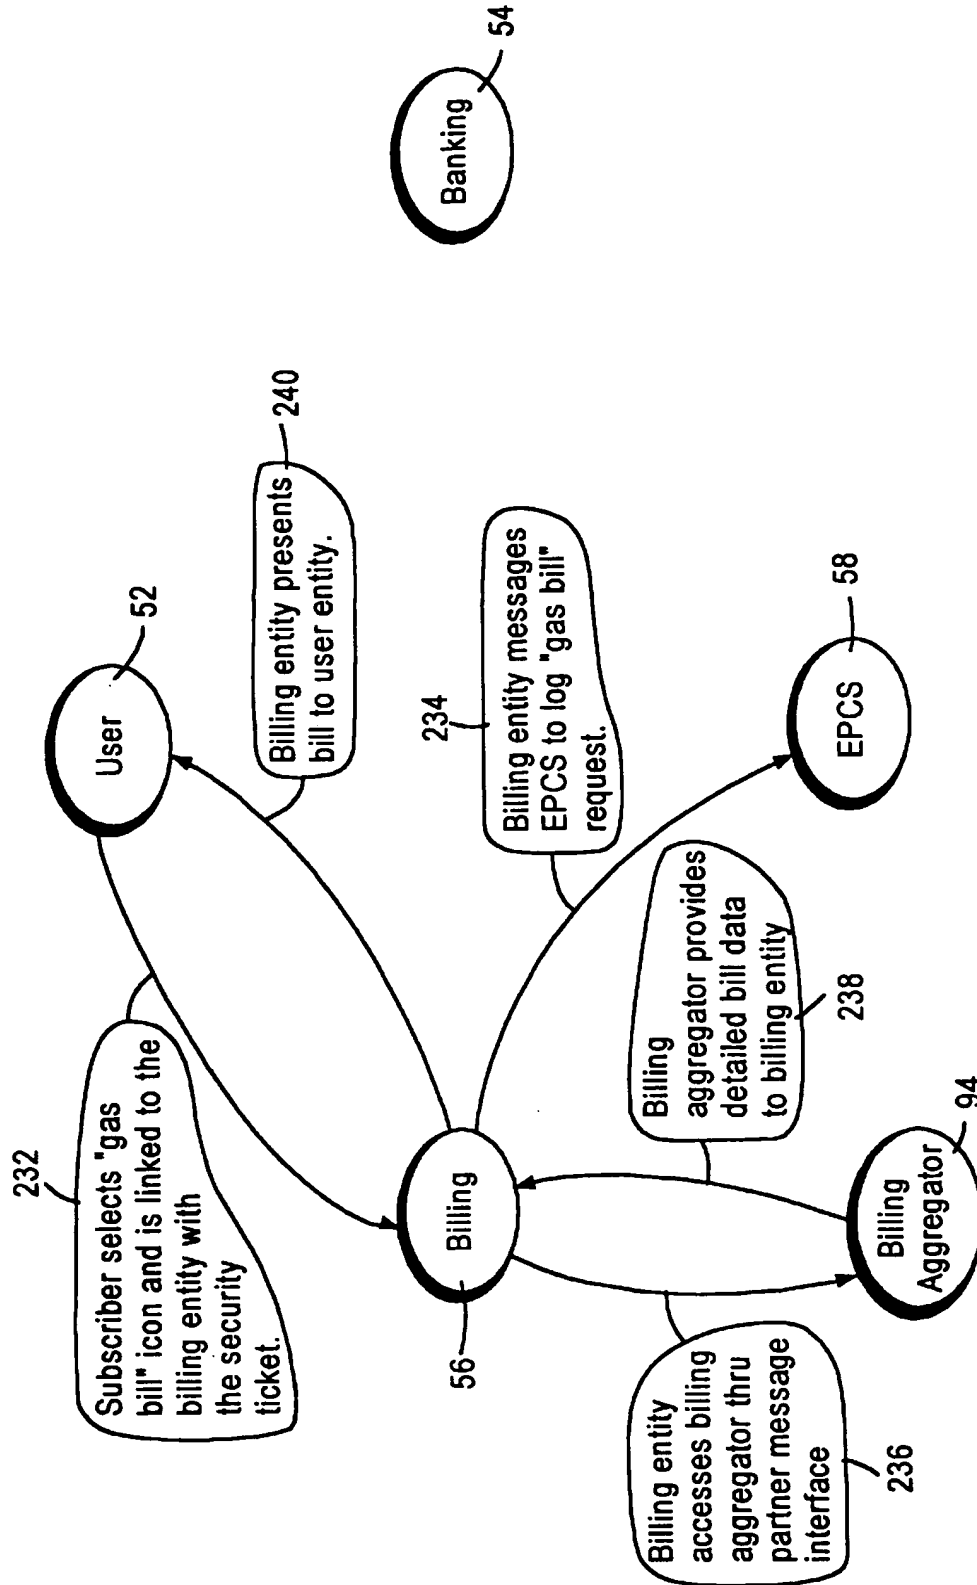 232
Subscriber selects "gas
bill" icon and is linked to the
billing entity with
the security
ticket.
User
52
Billing entity presents
bill to user entity.
240
Billing
56
234
Billing entity messages
EPCS to log "gas bill"
request.
Banking
54
Billing entity
accesses billing
aggregator thru
partner message
interface
236
Billing
aggregator provides
detailed bill data
to billing entity
238
Billing
Aggregator
94
EPCS
58